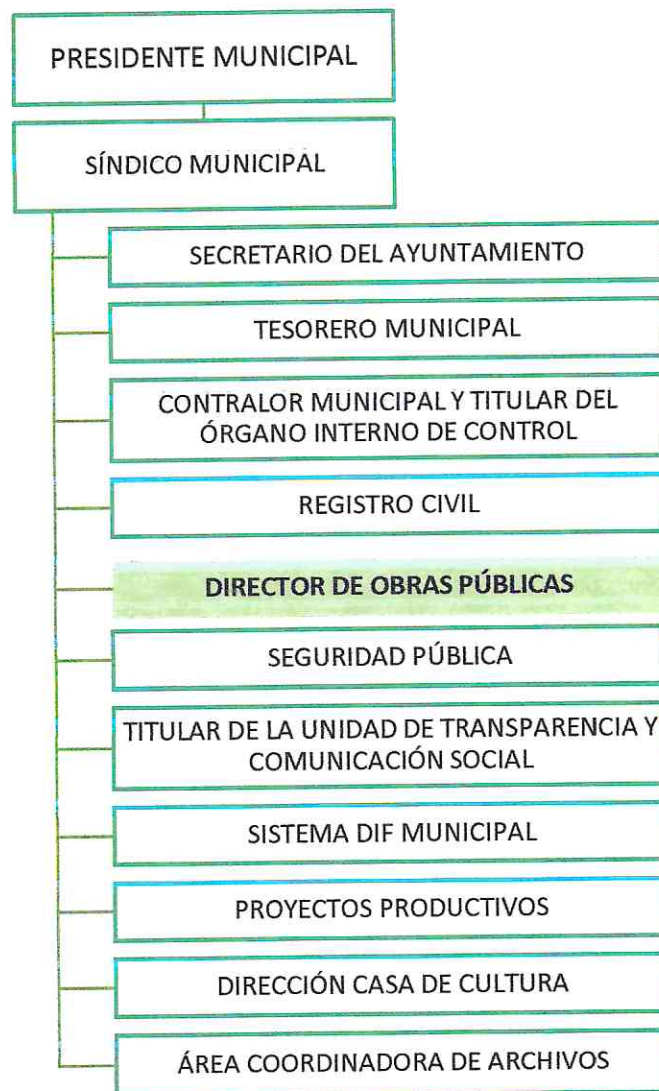 PRESIDENTE MUNICIPAL
SÍNDICO MUNICIPAL
SECRETARIO DEL AYUNTAMIENTO
TESORERO MUNICIPAL
CONTRALOR MUNICIPAL Y TITULAR DEL
ÓRGANO INTERNO DE CONTROL
REGISTRO CIVIL
DIRECTOR DE OBRAS PÚBLICAS
SEGURIDAD PÚBLICA
TITULAR DE LA UNIDAD DE TRANSPARENCIA Y
COMUNICACIÓN SOCIAL
SISTEMA DIF MUNICIPAL
PROYECTOS PRODUCTIVOS
DIRECCIÓN CASA DE CULTURA
ÁREA COORDINADORA DE ARCHIVOS